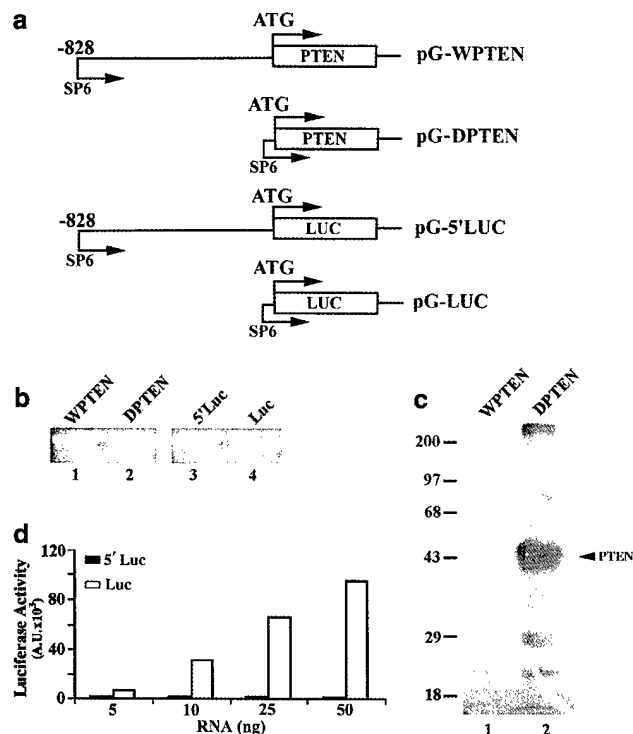 a
ATG
-828
PTEN
pG-WPTEN
SP6
ATG
PTEN
pG-DPTEN
SP6
ATG
-828
LUC
pG-5'LUC
SP6
ATG
LUC
pG-LUC
SP6
b
WPTEN DPTEN 5'Luc Luc
1 2 3 4
c
WPTEN DPTEN
200
97
68
43
PTEN
29
18
1 2
d
5' Luc
Luc
Luciferase Activity
(A.U.x10³)
120
80
40
0
5 10 25 50
RNA (ng)